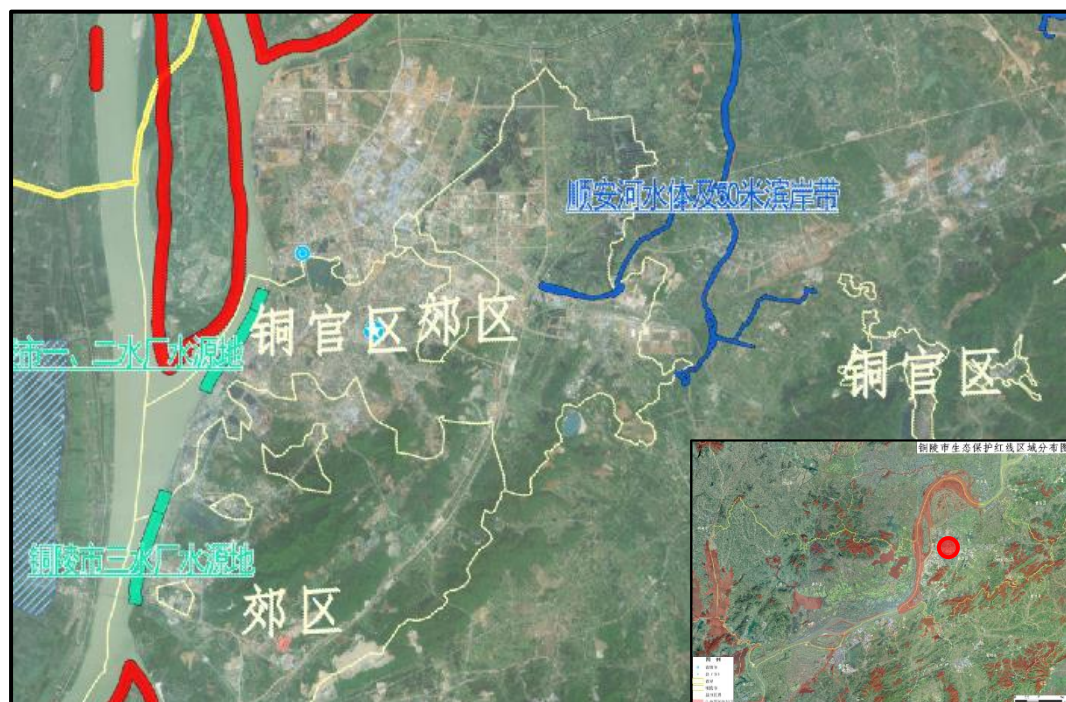 顺安河水体及50米滨岸带
铜官区
郊区
市一、二水厂水源地
铜官区
铜陵市三水厂水源地
郊区
铜陵市生态保护红线区域分布图
图例